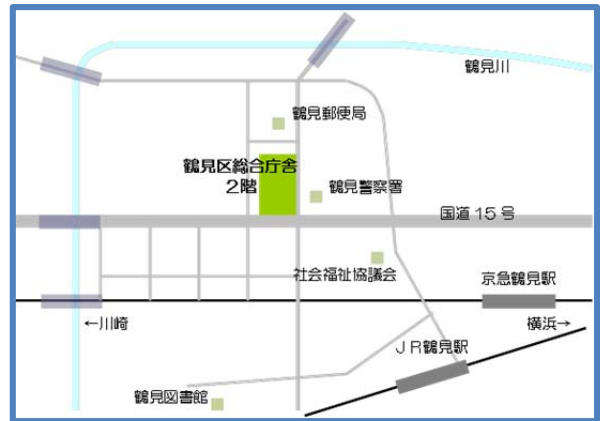 鶴見川
鶴見郵便局
鶴見区総合庁舎
2階
鶴見警察署
国道15号
社会福祉協議会
京急鶴見駅
←川崎
横浜→
JR鶴見駅
鶴見図書館